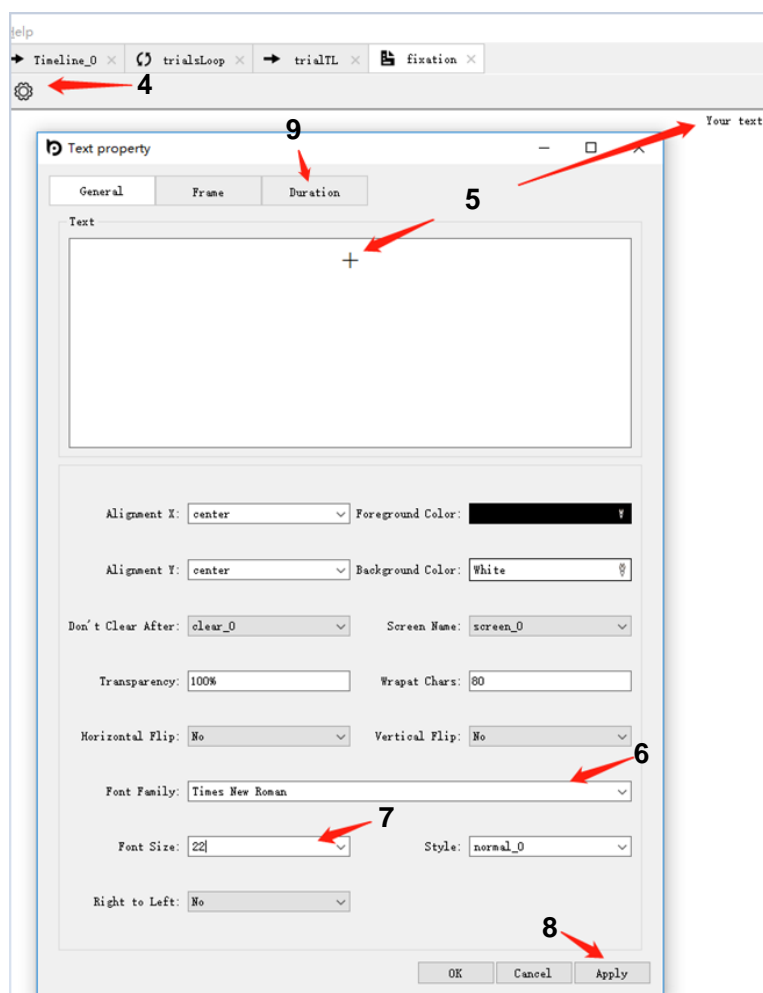 Help
Timeline_0 × trialsLoop × trialTL × fixation ×
4
Your text
9
Text property
5
General Frame Duration
Text
+
Alignment X: center Foreground Color:
Alignment Y: center Background Color: White
Don't Clear After: clear_0 Screen Name: screen_0
Transparency: 100% Wrapat Chars: 80
Horizontal Flip: No Vertical Flip: No
6
Font Family: Times New Roman
7
Font Size: 22 Style: normal_0
Right to Left: No
8
OK Cancel Apply